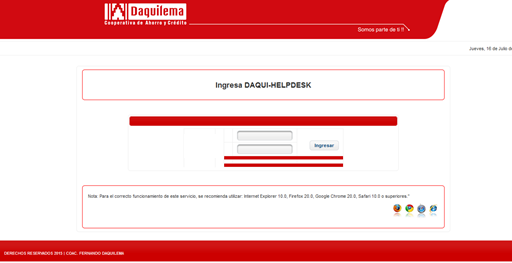 Daquilema
Cooperativa de Ahorro y Crédito
Somos parte de ti !!
Jueves, 16 de Julio de
Ingresa DAQUI-HELPDESK
Ingresar
Nota: Para el correcto funcionamiento de este servicio, se recomienda utilizar: Internet Explorer 10.0, Firefox 20.0, Google Chrome 20.0, Safari 10.0 o superiores."
DERECHOS RESERVADOS 2015 | COAC. FERNANDO DAQUILEMA